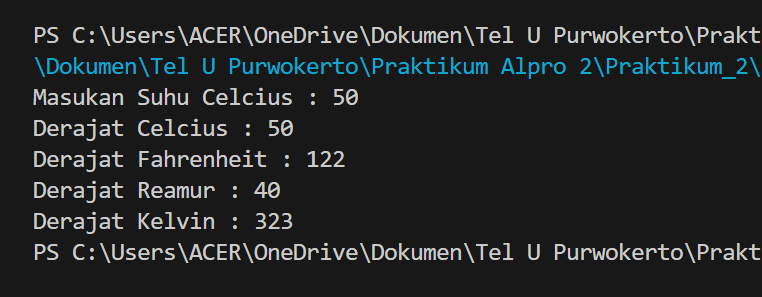 PS C:\Users\ACER\OneDrive\Dokumen\Tel U Purwokerto\Prakt
\Dokumen\Tel U Purwokerto\Praktikum Alpro 2\Praktikum_2\
Masukan Suhu Celcius : 50
Derajat Celcius : 50
Derajat Fahrenheit : 122
Derajat Reamur : 40
Derajat Kelvin : 323
PS C:\Users\ACER\OneDrive\Dokumen\Tel U Purwokerto\Prakt